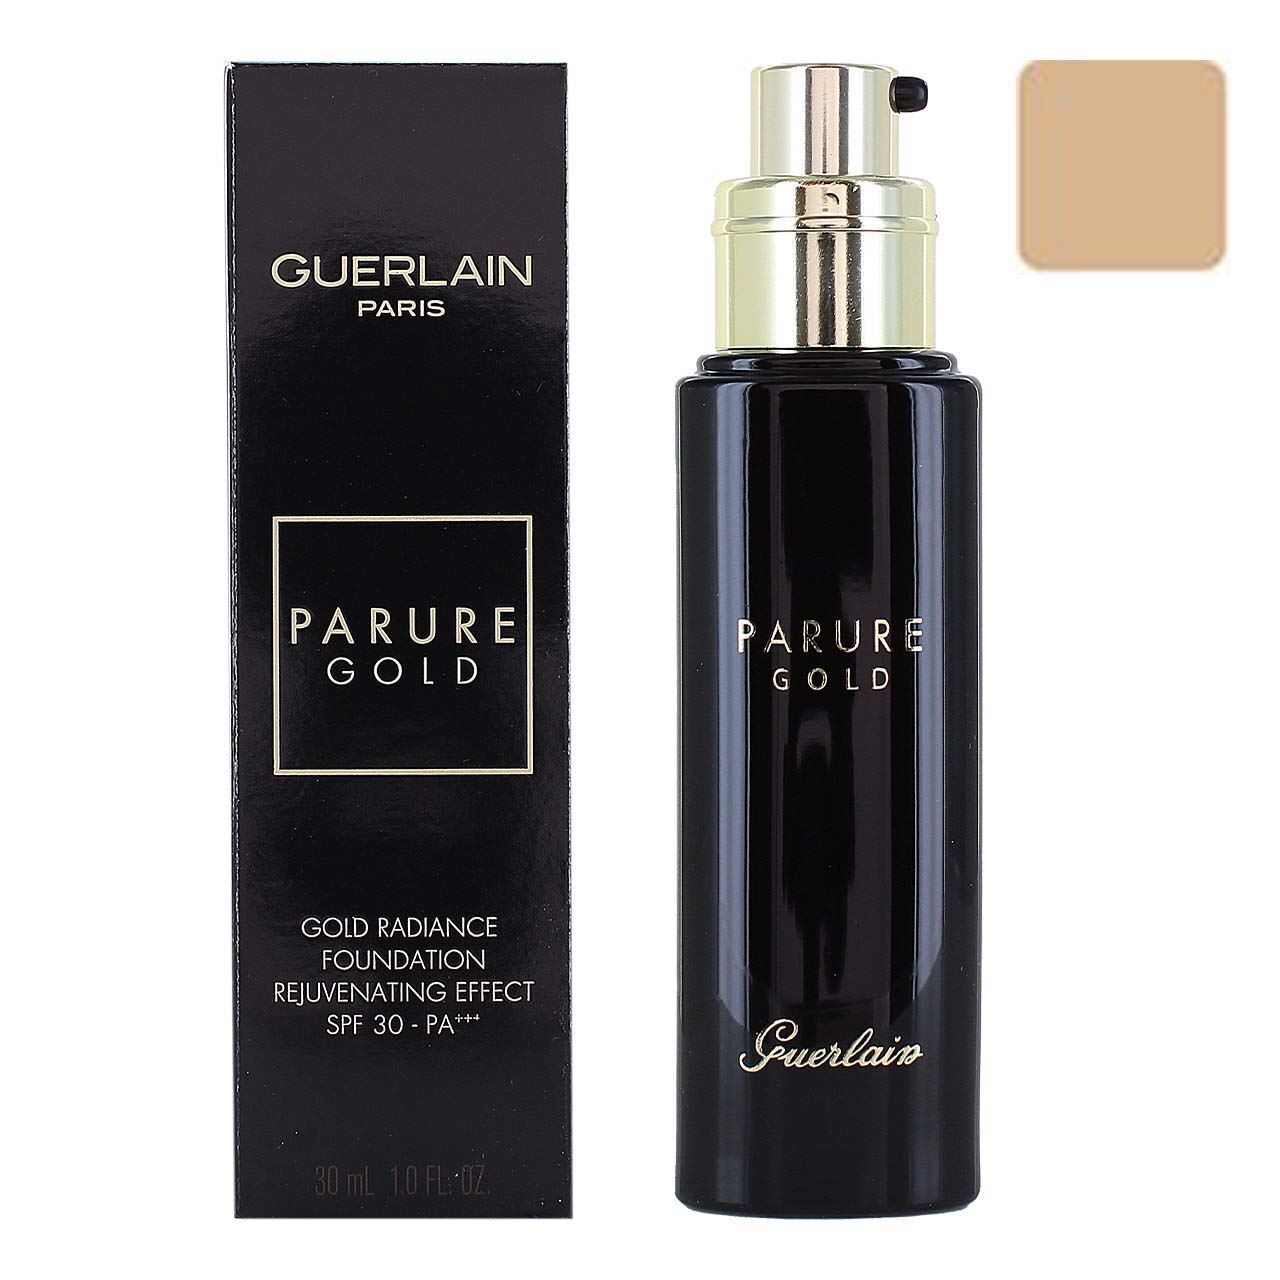 GUERLAIN
PARIS
PARURE
GOLD
GOLD RADIANCE
FOUNDATION
REJUVENATING EFFECT
SPF 30 - PA+++
30 mL 1.0 FL. OZ.
PARURE
GOLD
Guerlain